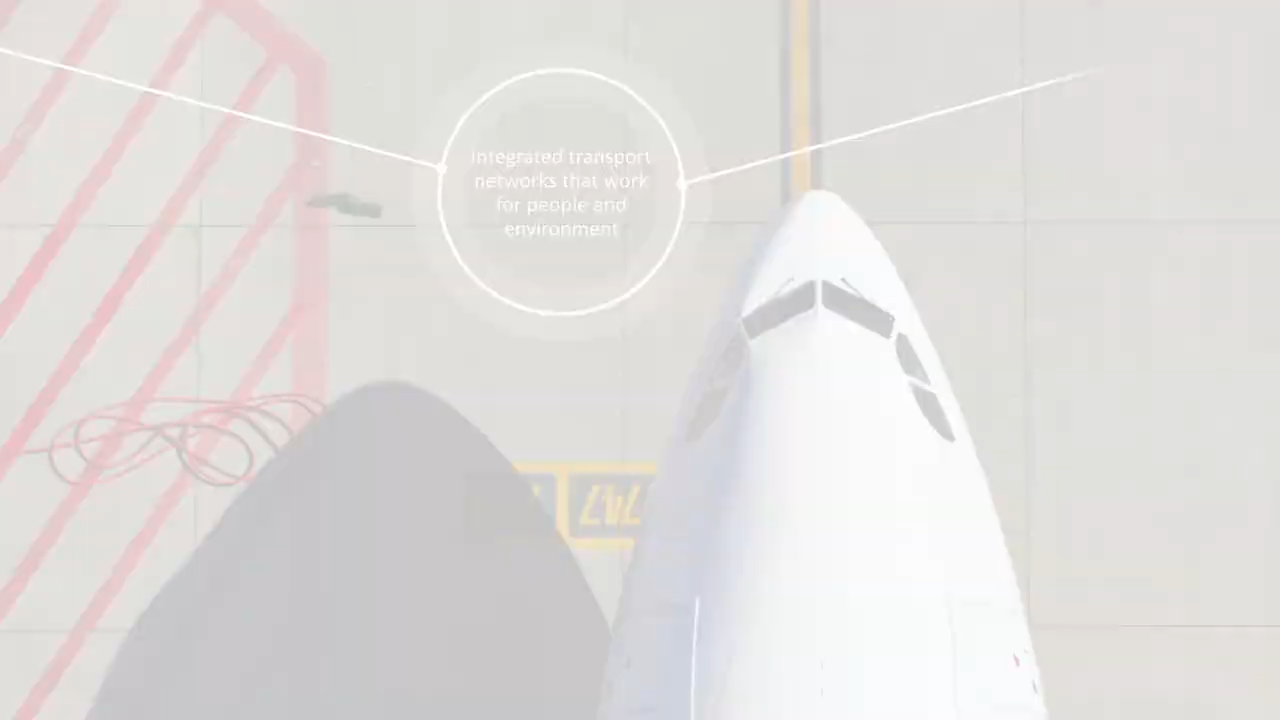 Integrated transport
networks that work
for people and
environment